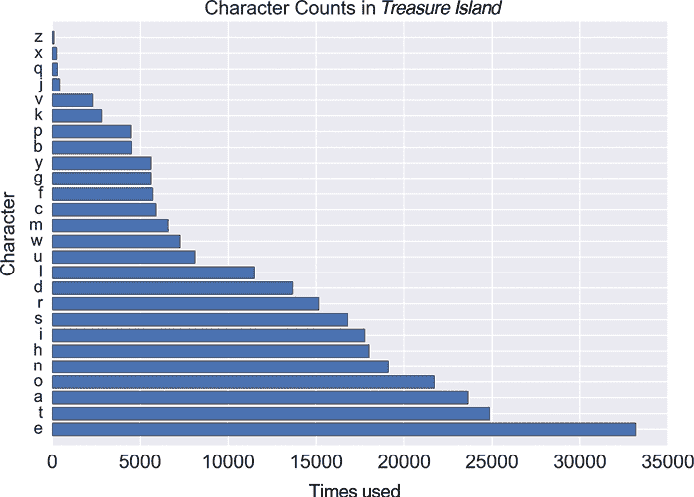 Character Counts in Treasure Island
Character
z
x
q
j
v
k
p
b
y
g
f
c
m
w
u
l
d
r
s
i
h
n
o
a
t
e
0 5000 10000 15000 20000 25000 30000 35000
Times used